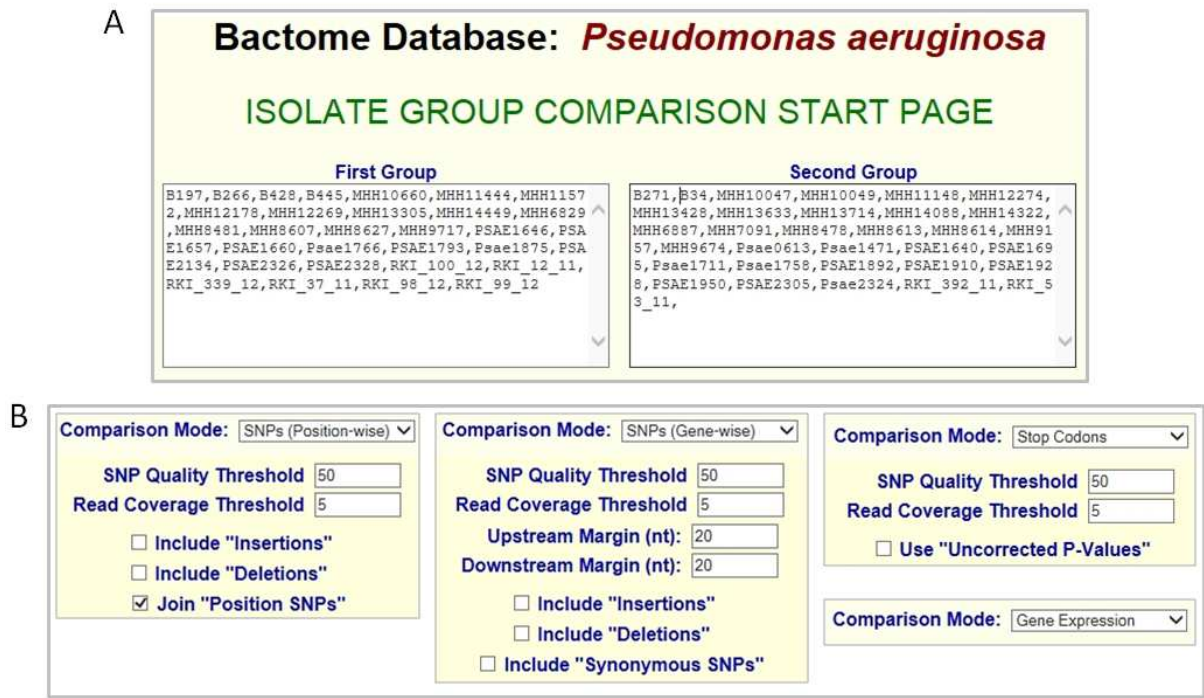 A
Bactome Database: Pseudomonas aeruginosa
ISOLATE GROUP COMPARISON START PAGE
First Group
B197,B266,B428,B445,MHH10660,MHH11444,MHH1157
2,MHH12178,MHH12269,MHH13305,MHH14449,MHH6829
,MHH8481,MHH8607,MHH8627,MHH9717,PSAE1646,PSA
E1657,PSAE1660,Psae1766,PSAE1793,Psae1875,PSA
E2134,PSAE2326,PSAE2328,RKI_100_12,RKI_12_11,
RKI_339_12,RKI_37_11,RKI_98_12,RKI_99_12
Second Group
B271,B34,MHH10047,MHH10049,MHH11148,MHH12274,
MHH13428,MHH13633,MHH13714,MHH14088,MHH14322,
MHH6887,MHH7091,MHH8478,MHH8613,MHH8614,MHH91
57,MHH9674,Psae0613,Psae1471,PSAE1640,PSAE169
5,Psae1711,Psae1758,PSAE1892,PSAE1910,PSAE192
8,PSAE1950,PSAE2305,Psae2324,RKI_392_11,RKI_5
3_11,
B
Comparison Mode: SNPs (Position-wise)
SNP Quality Threshold 50
Read Coverage Threshold 5
Include "Insertions"
Include "Deletions"
Join "Position SNPs"
Comparison Mode: SNPs (Gene-wise)
SNP Quality Threshold 50
Read Coverage Threshold 5
Upstream Margin (nt): 20
Downstream Margin (nt): 20
Include "Insertions"
Include "Deletions"
Include "Synonymous SNPs"
Comparison Mode: Stop Codons
SNP Quality Threshold 50
Read Coverage Threshold 5
Use "Uncorrected P-Values"
Comparison Mode: Gene Expression